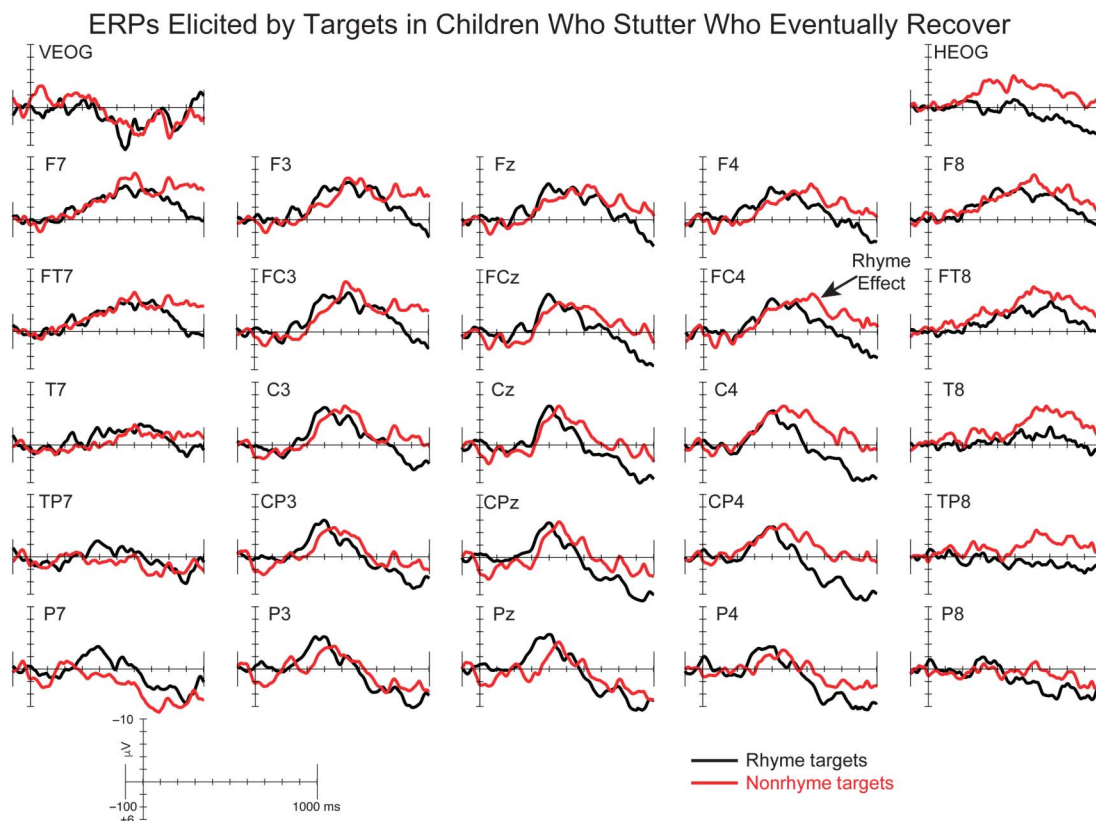 ERPs Elicited by Targets in Children Who Stutter Who Eventually Recover
VEOG HEOG
F7 F3 Fz F4 F8
Rhyme
Effect
FT7 FC3 FCz FC4 FT8
T7 C3 Cz C4 T8
TP7 CP3 CPz CP4 TP8
P7 P3 Pz P4 P8
−10
μV
Rhyme targets
Nonrhyme targets
−100 1000 ms
+6